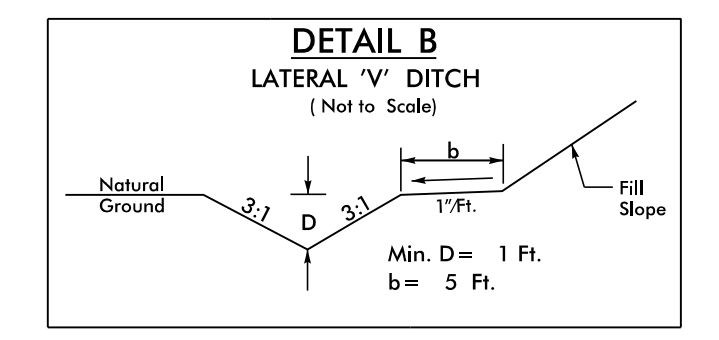 DETAIL B
LATERAL 'V' DITCH
( Not to Scale)
b
Natural
Ground
3:1
D
3:1
1"/Ft.
Fill
Slope
Min. D= 1 Ft.
b= 5 Ft.